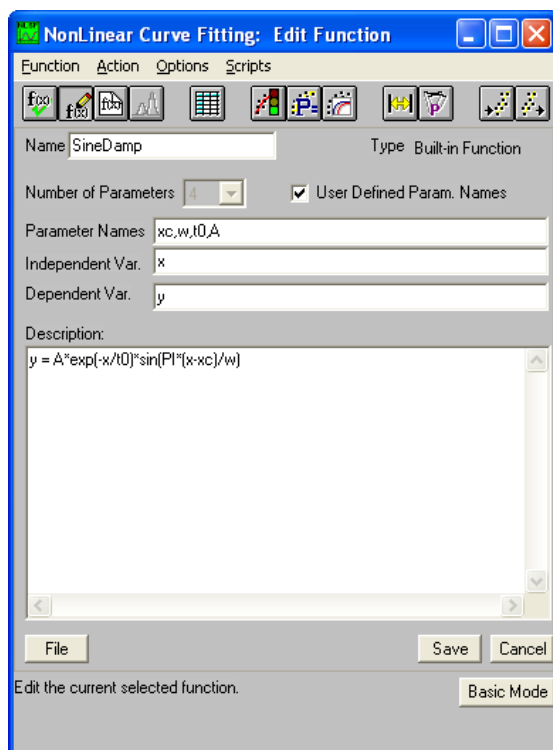 NonLinear Curve Fitting: Edit Function
Function Action Options Scripts
Name SineDamp Type Built-in Function
Number of Parameters 4 User Defined Param. Names
Parameter Names xc,w,t0,A
Independent Var. x
Dependent Var. y
Description:
y = A*exp(-x/t0)*sin(PI*(x-xc)/w)
File Save Cancel
Edit the current selected function. Basic Mode